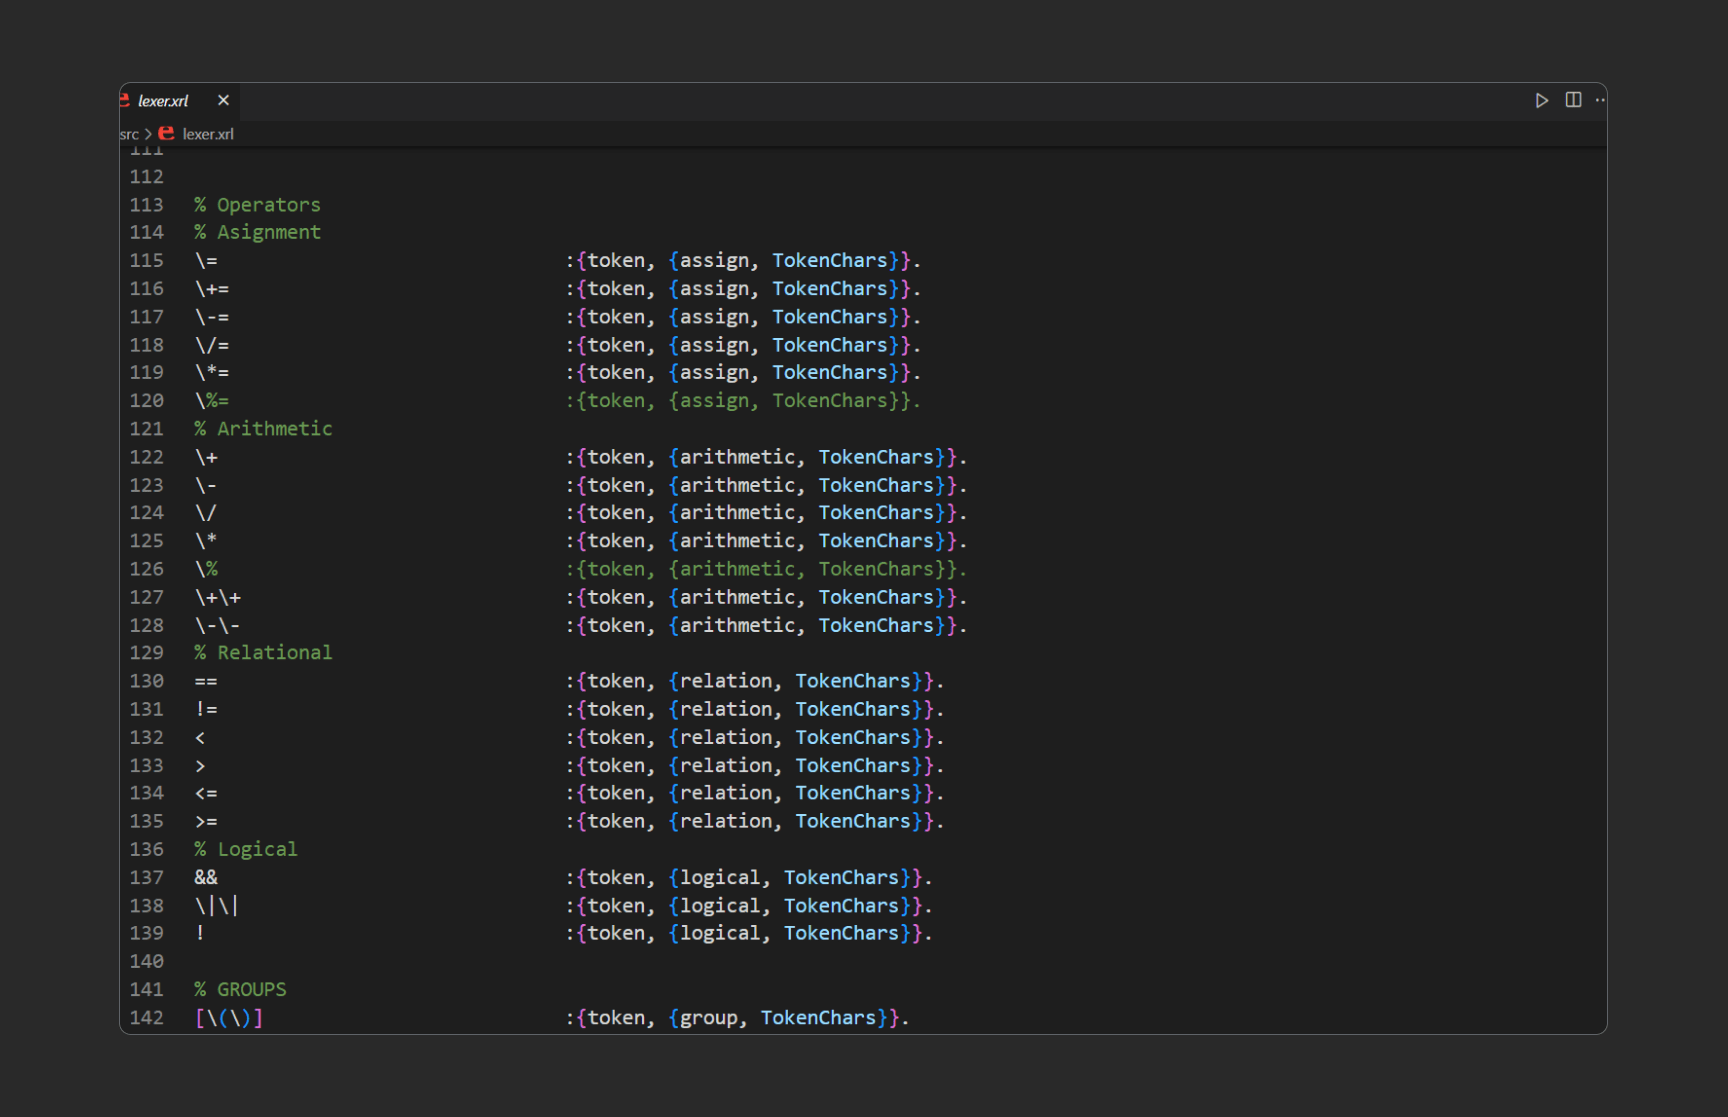 lexer.xrl
src > lexer.xrl
111
112
113 % Operators
114 % Asignment
115 \= :{token, {assign, TokenChars}}.
116 \+= :{token, {assign, TokenChars}}.
117 \-= :{token, {assign, TokenChars}}.
118 \/= :{token, {assign, TokenChars}}.
119 \*= :{token, {assign, TokenChars}}.
120 \%= :{token, {assign, TokenChars}}.
121 % Arithmetic
122 \+ :{token, {arithmetic, TokenChars}}.
123 \- :{token, {arithmetic, TokenChars}}.
124 \/ :{token, {arithmetic, TokenChars}}.
125 \* :{token, {arithmetic, TokenChars}}.
126 \% :{token, {arithmetic, TokenChars}}.
127 \+\+ :{token, {arithmetic, TokenChars}}.
128 \-\- :{token, {arithmetic, TokenChars}}.
129 % Relational
130 == :{token, {relation, TokenChars}}.
131 != :{token, {relation, TokenChars}}.
132 < :{token, {relation, TokenChars}}.
133 > :{token, {relation, TokenChars}}.
134 <= :{token, {relation, TokenChars}}.
135 >= :{token, {relation, TokenChars}}.
136 % Logical
137 && :{token, {logical, TokenChars}}.
138 \|\| :{token, {logical, TokenChars}}.
139 ! :{token, {logical, TokenChars}}.
140
141 % GROUPS
142 [\(\)] :{token, {group, TokenChars}}.